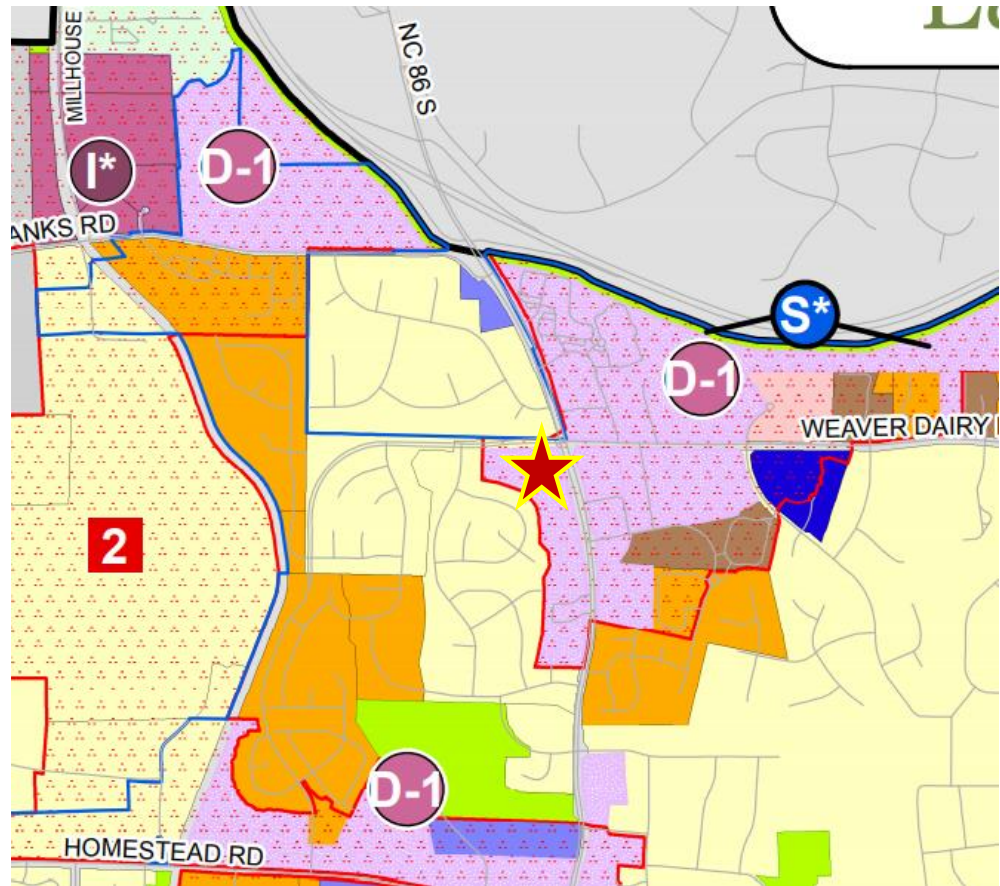 MILLHOUSE
NC 86 S
I*
D-1
ANKS RD
S*
D-1
WEAVER DAIRY
2
D-1
HOMESTEAD RD